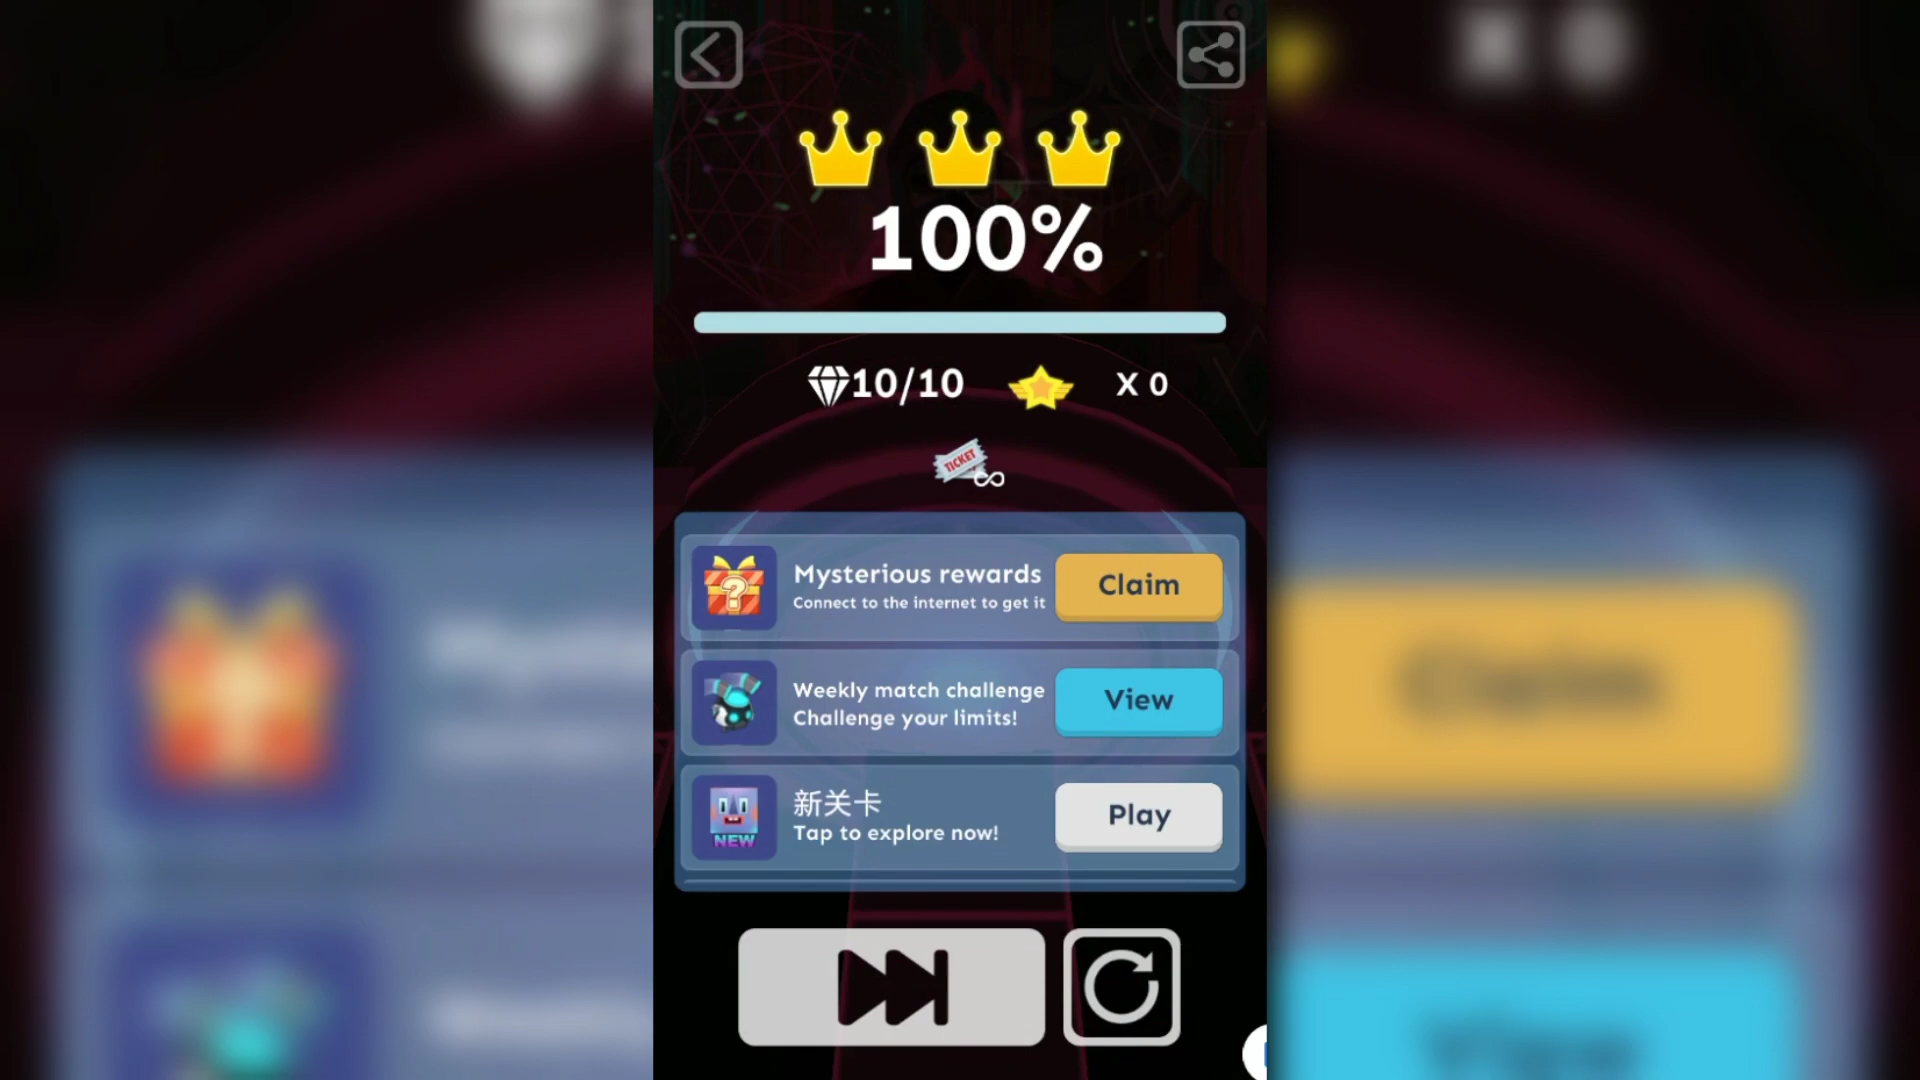 100%
10/10
X 0
TICKET
∞
Mysterious rewards
Connect to the internet to get it
Claim
Weekly match challenge
Challenge your limits!
View
新关卡
Tap to explore now!
NEW
Play